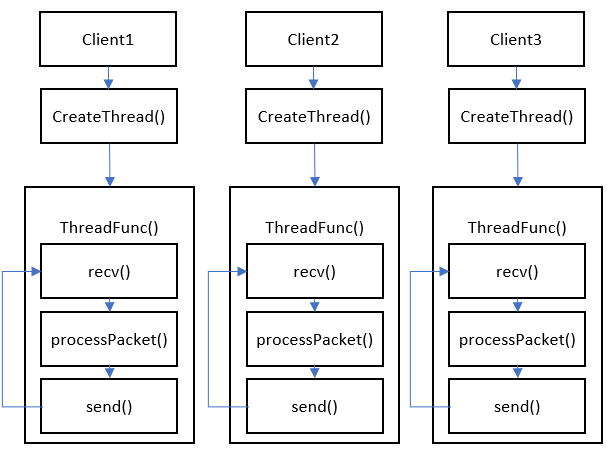 Client1
Client2
Client3
CreateThread()
CreateThread()
CreateThread()
ThreadFunc()
ThreadFunc()
ThreadFunc()
recv()
recv()
recv()
processPacket()
processPacket()
processPacket()
send()
send()
send()